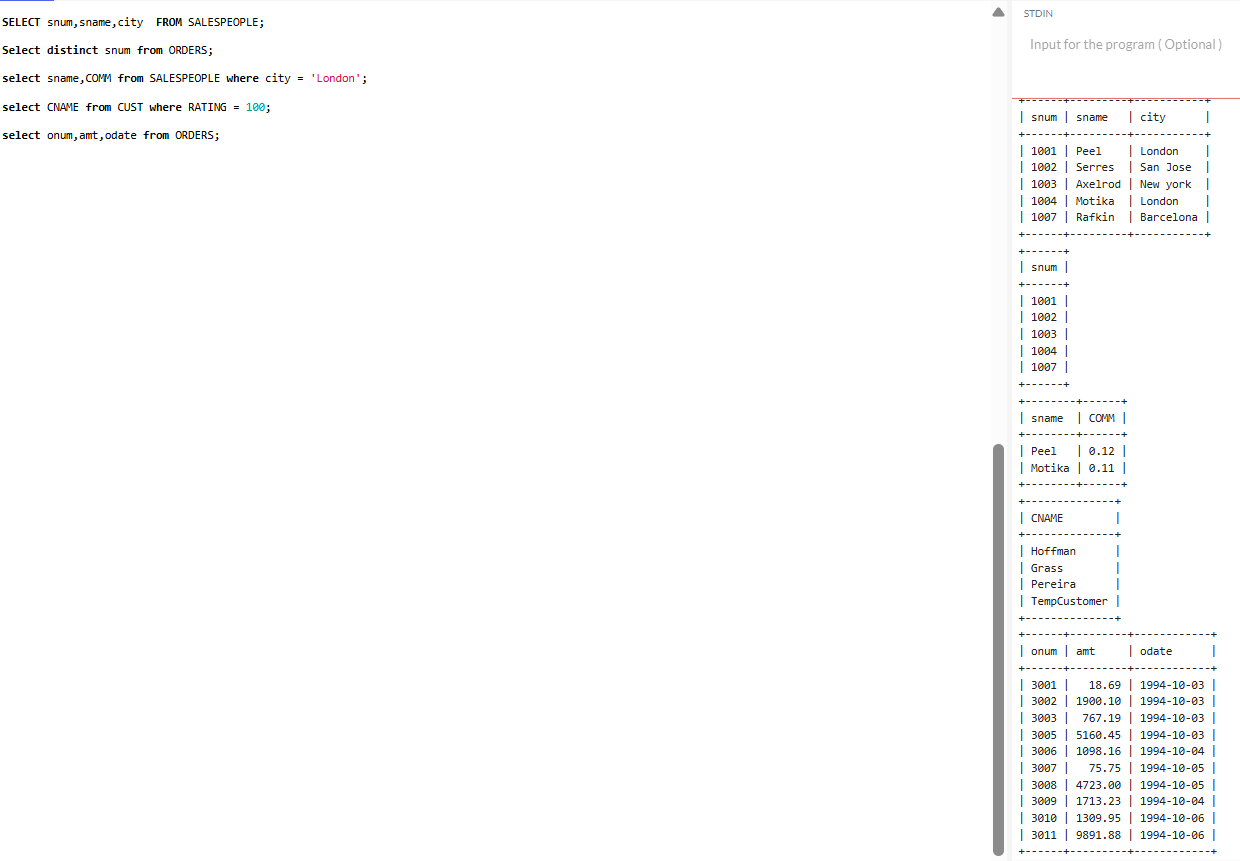 SELECT snum,sname,city  FROM SALESPEOPLE;
Select distinct snum from ORDERS;
select sname,COMM from SALESPEOPLE where city = 'London';
select CNAME from CUST where RATING = 100;
select onum,amt,odate from ORDERS;
STDIN
Input for the program ( Optional )
+------+---------+-----------+
| snum | sname   | city      |
+------+---------+-----------+
| 1001 | Peel    | London    |
| 1002 | Serres  | San Jose  |
| 1003 | Axelrod | New york  |
| 1004 | Motika  | London    |
| 1007 | Rafkin  | Barcelona |
+------+---------+-----------+
+------+
| snum |
+------+
| 1001 |
| 1002 |
| 1003 |
| 1004 |
| 1007 |
+------+
+--------+------+
| sname  | COMM |
+--------+------+
| Peel   | 0.12 |
| Motika | 0.11 |
+--------+------+
+--------------+
| CNAME        |
+--------------+
| Hoffman      |
| Grass        |
| Pereira      |
| TempCustomer |
+--------------+
+------+---------+------------+
| onum | amt     | odate      |
+------+---------+------------+
| 3001 |   18.69 | 1994-10-03 |
| 3002 | 1900.10 | 1994-10-03 |
| 3003 |  767.19 | 1994-10-03 |
| 3005 | 5160.45 | 1994-10-03 |
| 3006 | 1098.16 | 1994-10-04 |
| 3007 |   75.75 | 1994-10-05 |
| 3008 | 4723.00 | 1994-10-05 |
| 3009 | 1713.23 | 1994-10-04 |
| 3010 | 1309.95 | 1994-10-06 |
| 3011 | 9891.88 | 1994-10-06 |
+------+---------+------------+